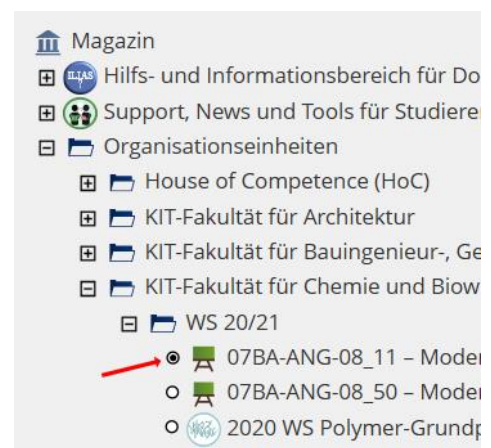 Magazin
ILIAS Hilfs- und Informationsbereich für Do
Support, News und Tools für Studiere
Organisationseinheiten
House of Competence (HoC)
KIT-Fakultät für Architektur
KIT-Fakultät für Bauingenieur-, Ge
KIT-Fakultät für Chemie und Biow
WS 20/21
07BA-ANG-08_11 – Moder
07BA-ANG-08_50 – Moder
2020 WS Polymer-Grundp